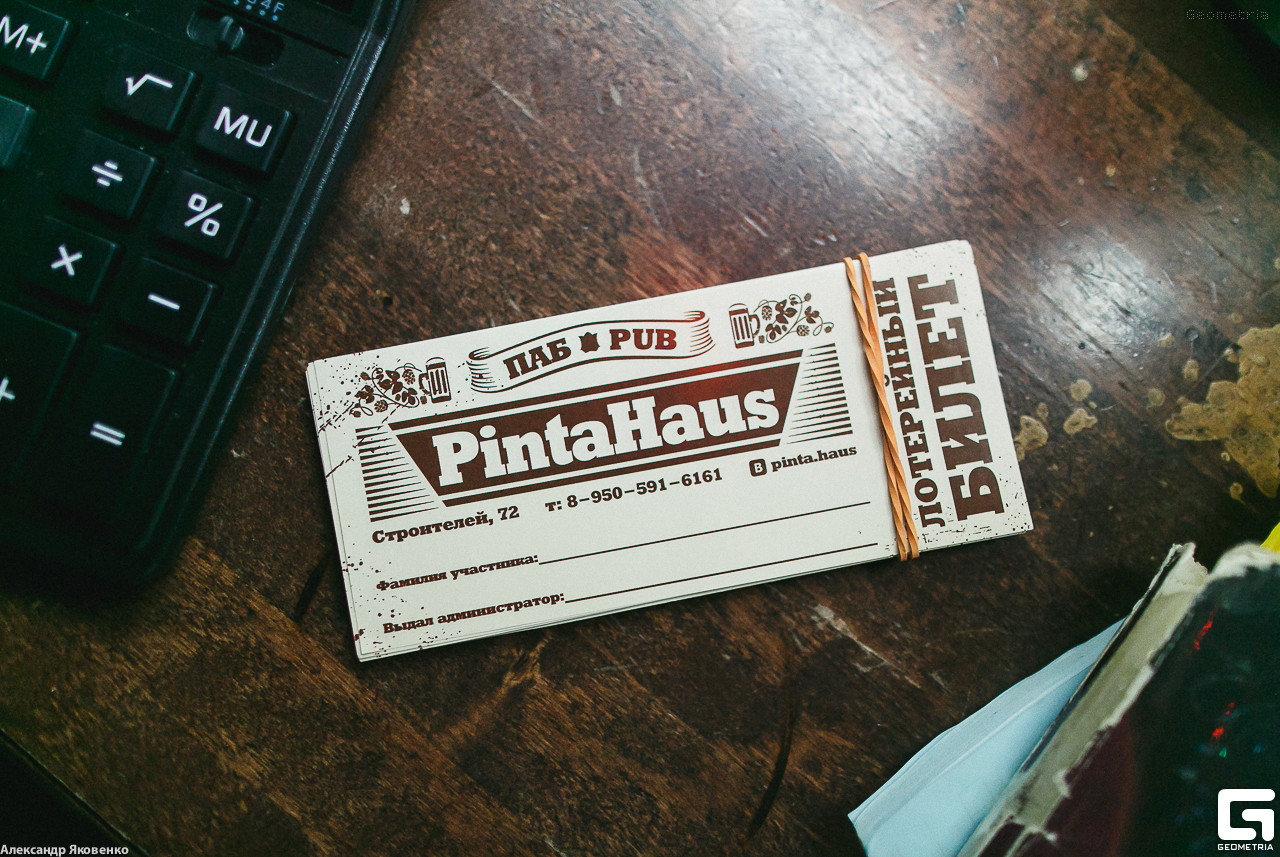 Geometria
M+
√
MU
÷
%
×
−
+
=
ПАБ PUB
PintaHaus
Строителей, 72 т: 8-950-591-6161 B pinta.haus
Фамилия участника:
Выдал администратор:
ЛОТЕРЕЙНЫЙ
БИЛЕТ
Александр Яковенко
GEOMETRIA